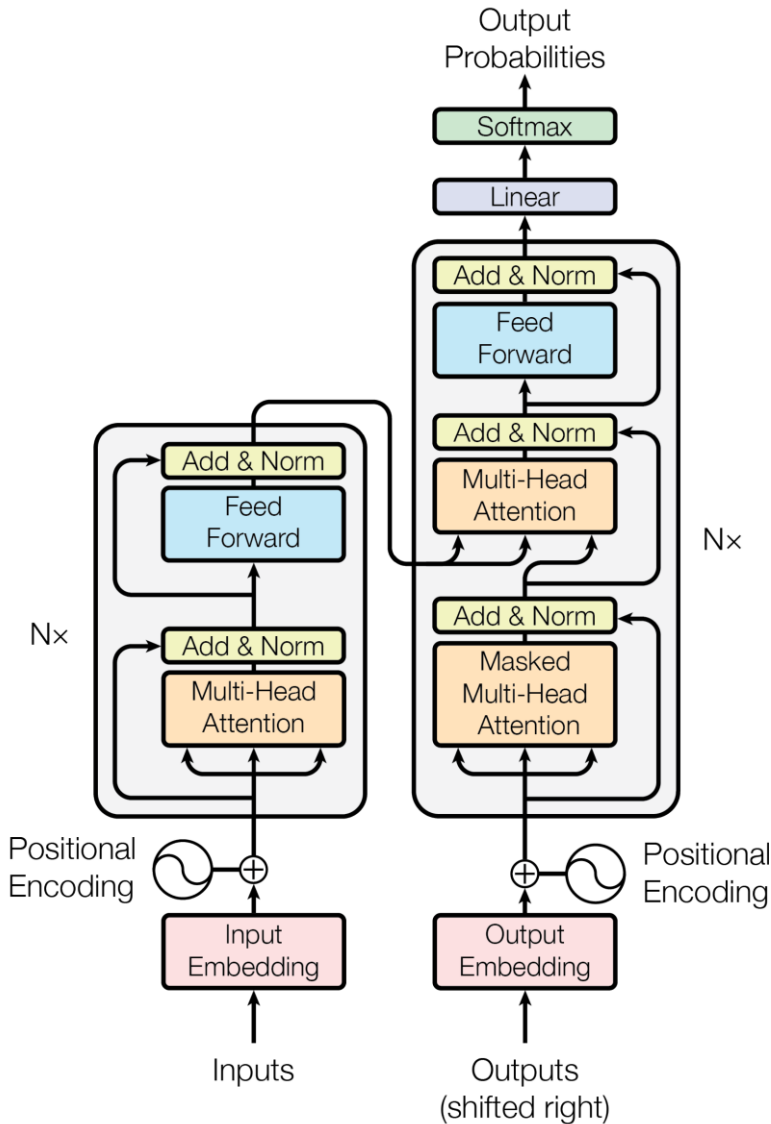 Output
Probabilities
Softmax
Linear
Add & Norm
Feed
Forward
Add & Norm
Multi-Head
Attention
Add & Norm
Masked
Multi-Head
Attention
N×
Add & Norm
Feed
Forward
Add & Norm
Multi-Head
Attention
N×
Positional
Encoding
Positional
Encoding
Input
Embedding
Output
Embedding
Inputs
Outputs
(shifted right)